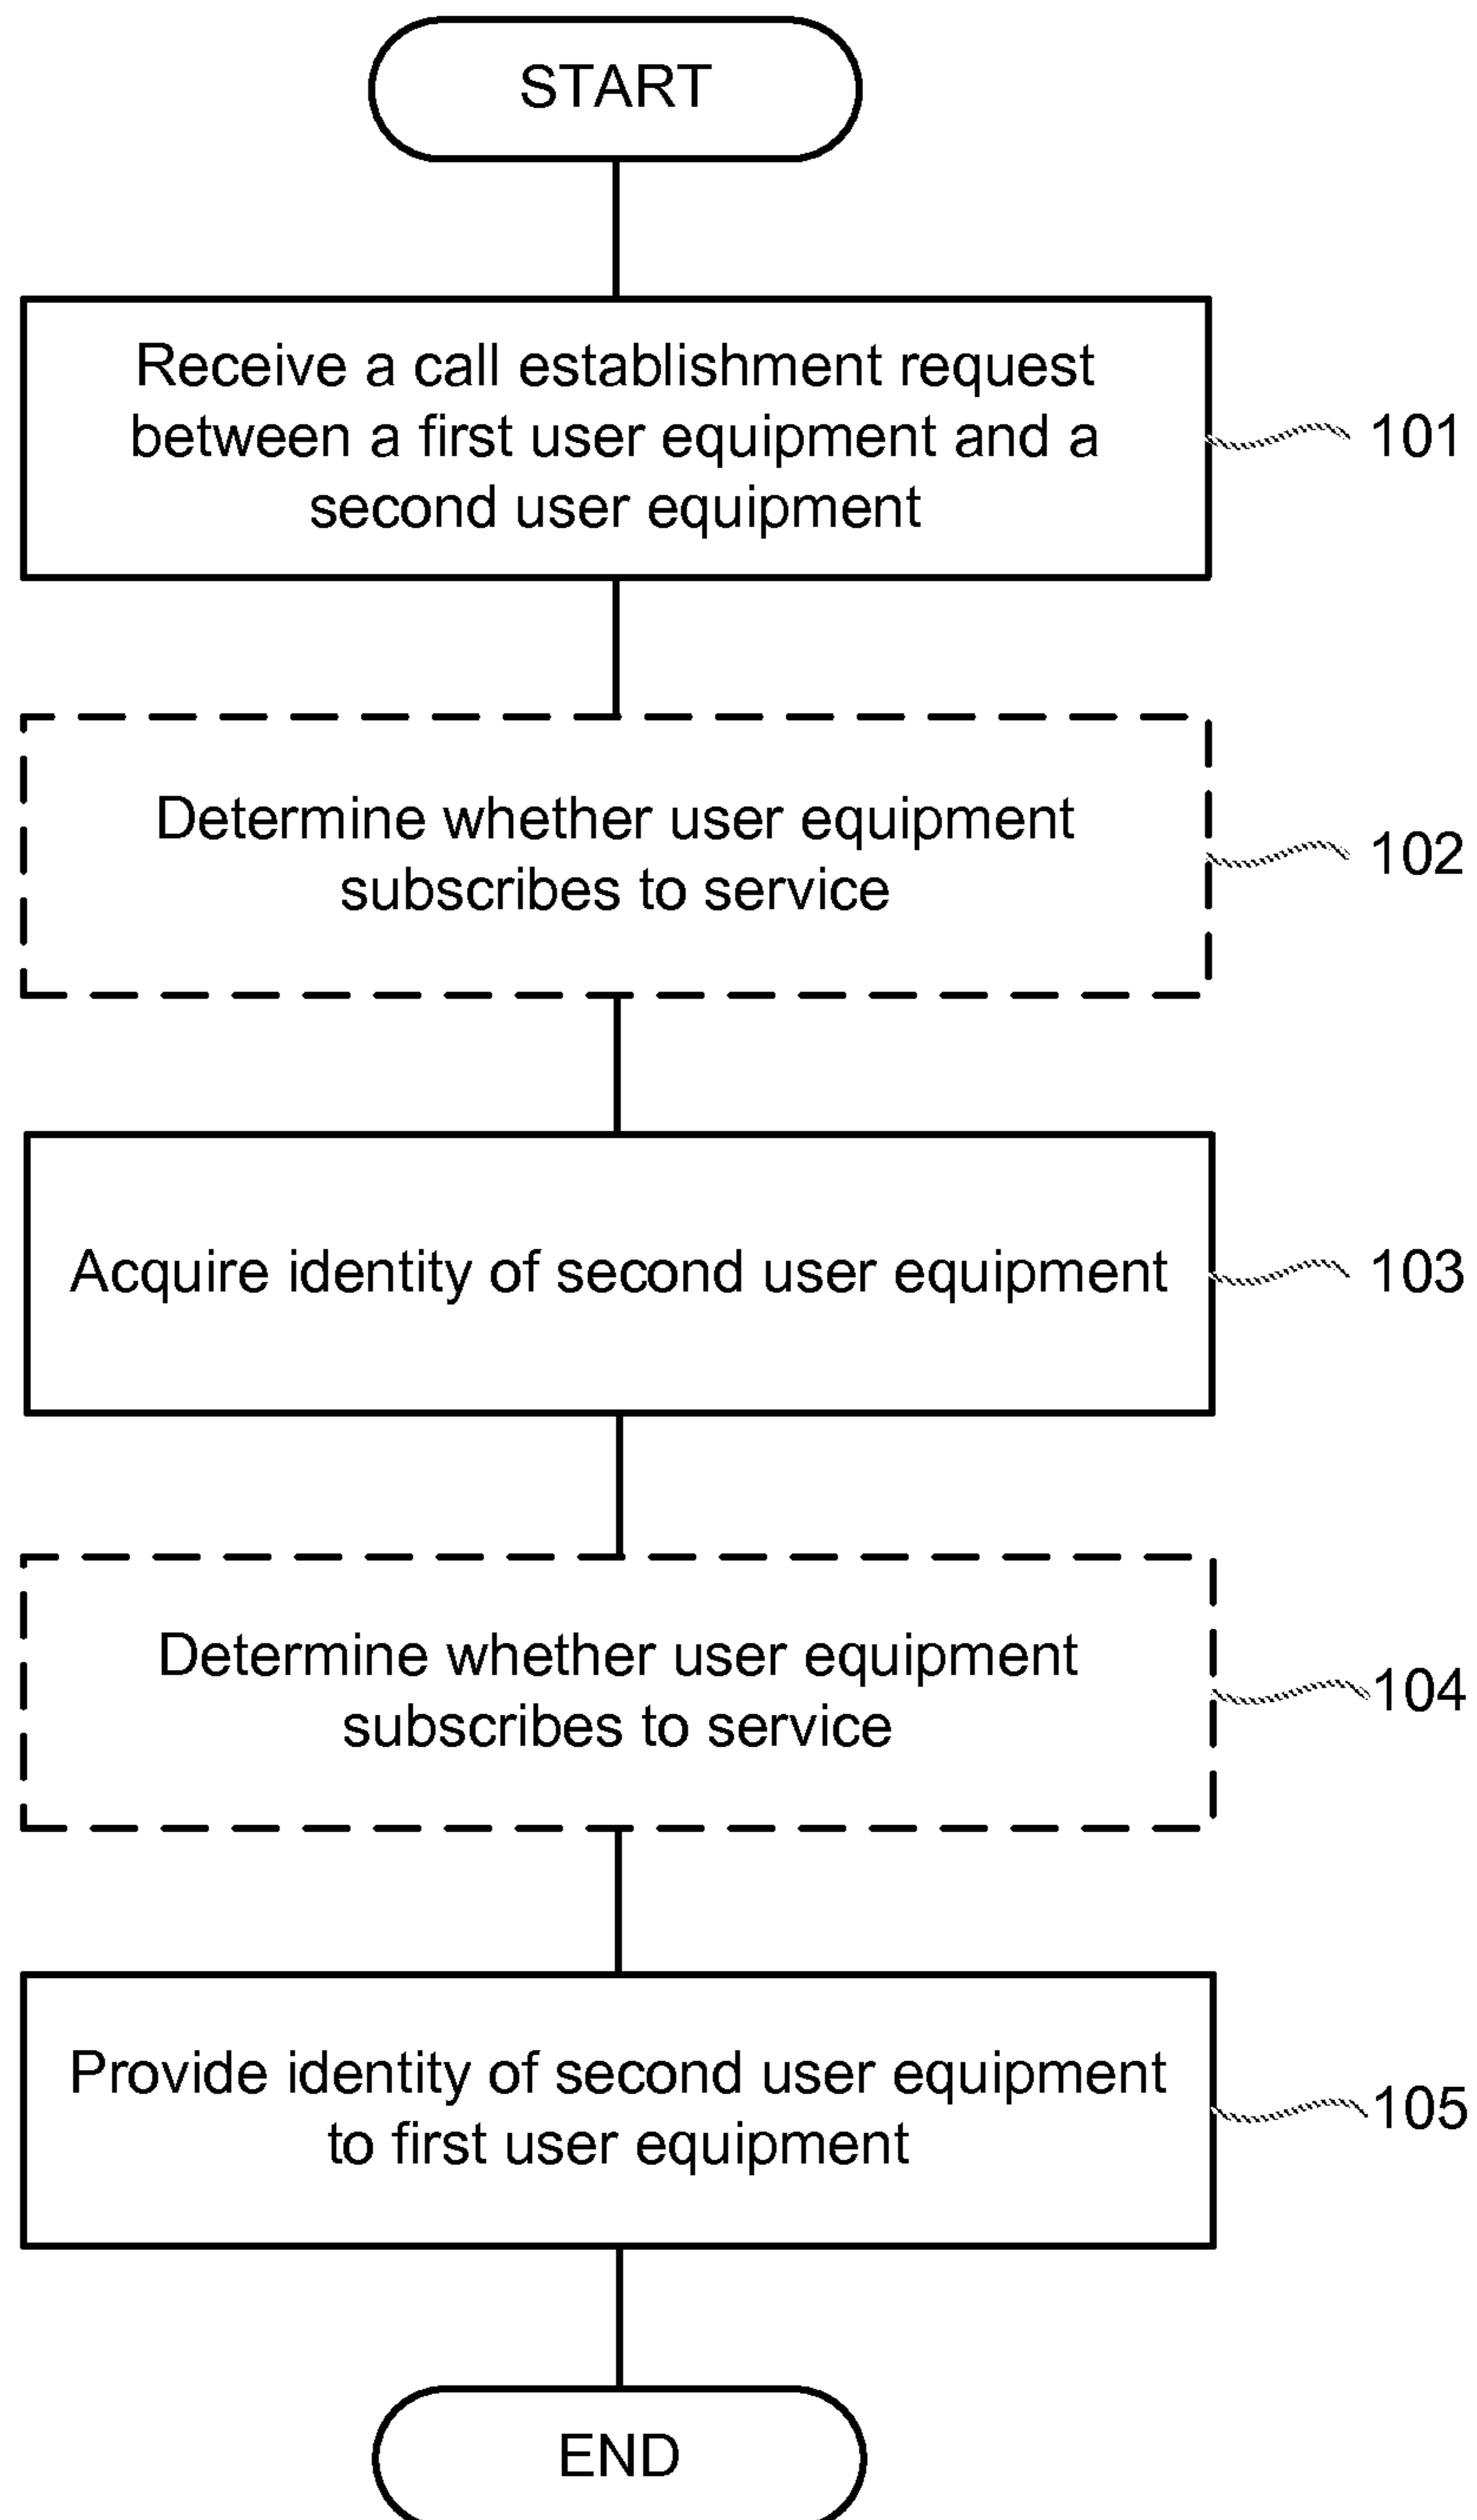 START
Receive a call establishment request
between a first user equipment and a
second user equipment
101
Determine whether user equipment
subscribes to service
102
Acquire identity of second user equipment
103
Determine whether user equipment
subscribes to service
104
Provide identity of second user equipment
to first user equipment
105
END